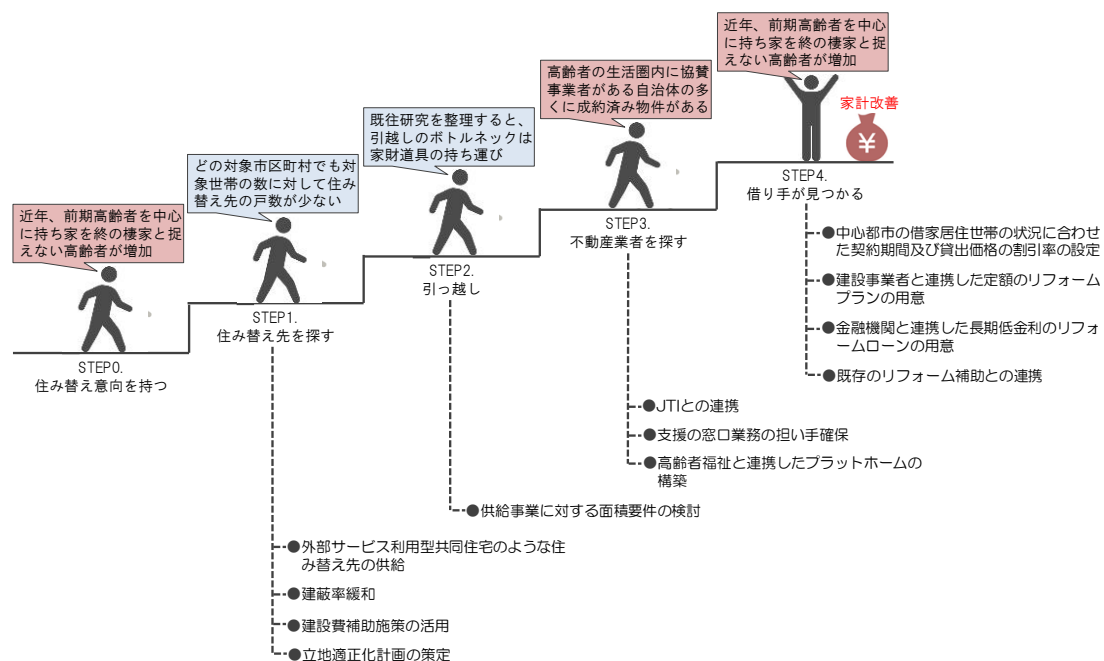 近年、前期高齢者を中心
に持ち家を終の棲家と捉
えない高齢者が増加
STEP0.
住み替え意向を持つ
どの対象市区町村でも対
象世帯の数に対して住み
替え先の戸数が少ない
STEP1.
住み替え先を探す
●外部サービス利用型共同住宅のような住
み替え先の供給
●建蔽率緩和
●建設費補助施策の活用
●立地適正化計画の策定
既往研究を整理すると、
引越しのボトルネックは
家財道具の持ち運び
STEP2.
引っ越し
●供給事業に対する面積要件の検討
高齢者の生活圏内に協賛
事業者がある自治体の多
くに成約済み物件がある
STEP3.
不動産業者を探す
●JTIとの連携
●支援の窓口業務の担い手確保
●高齢者福祉と連携したプラットホームの
構築
近年、前期高齢者を中心
に持ち家を終の棲家と捉
えない高齢者が増加
家計改善
¥
STEP4.
借り手が見つかる
●中心都市の借家居住世帯の状況に合わせ
た契約期間及び貸出価格の割引率の設定
●建設事業者と連携した定額のリフォーム
プランの用意
●金融機関と連携した長期低金利のリフ
ォームローンの用意
●既存のリフォーム補助との連携